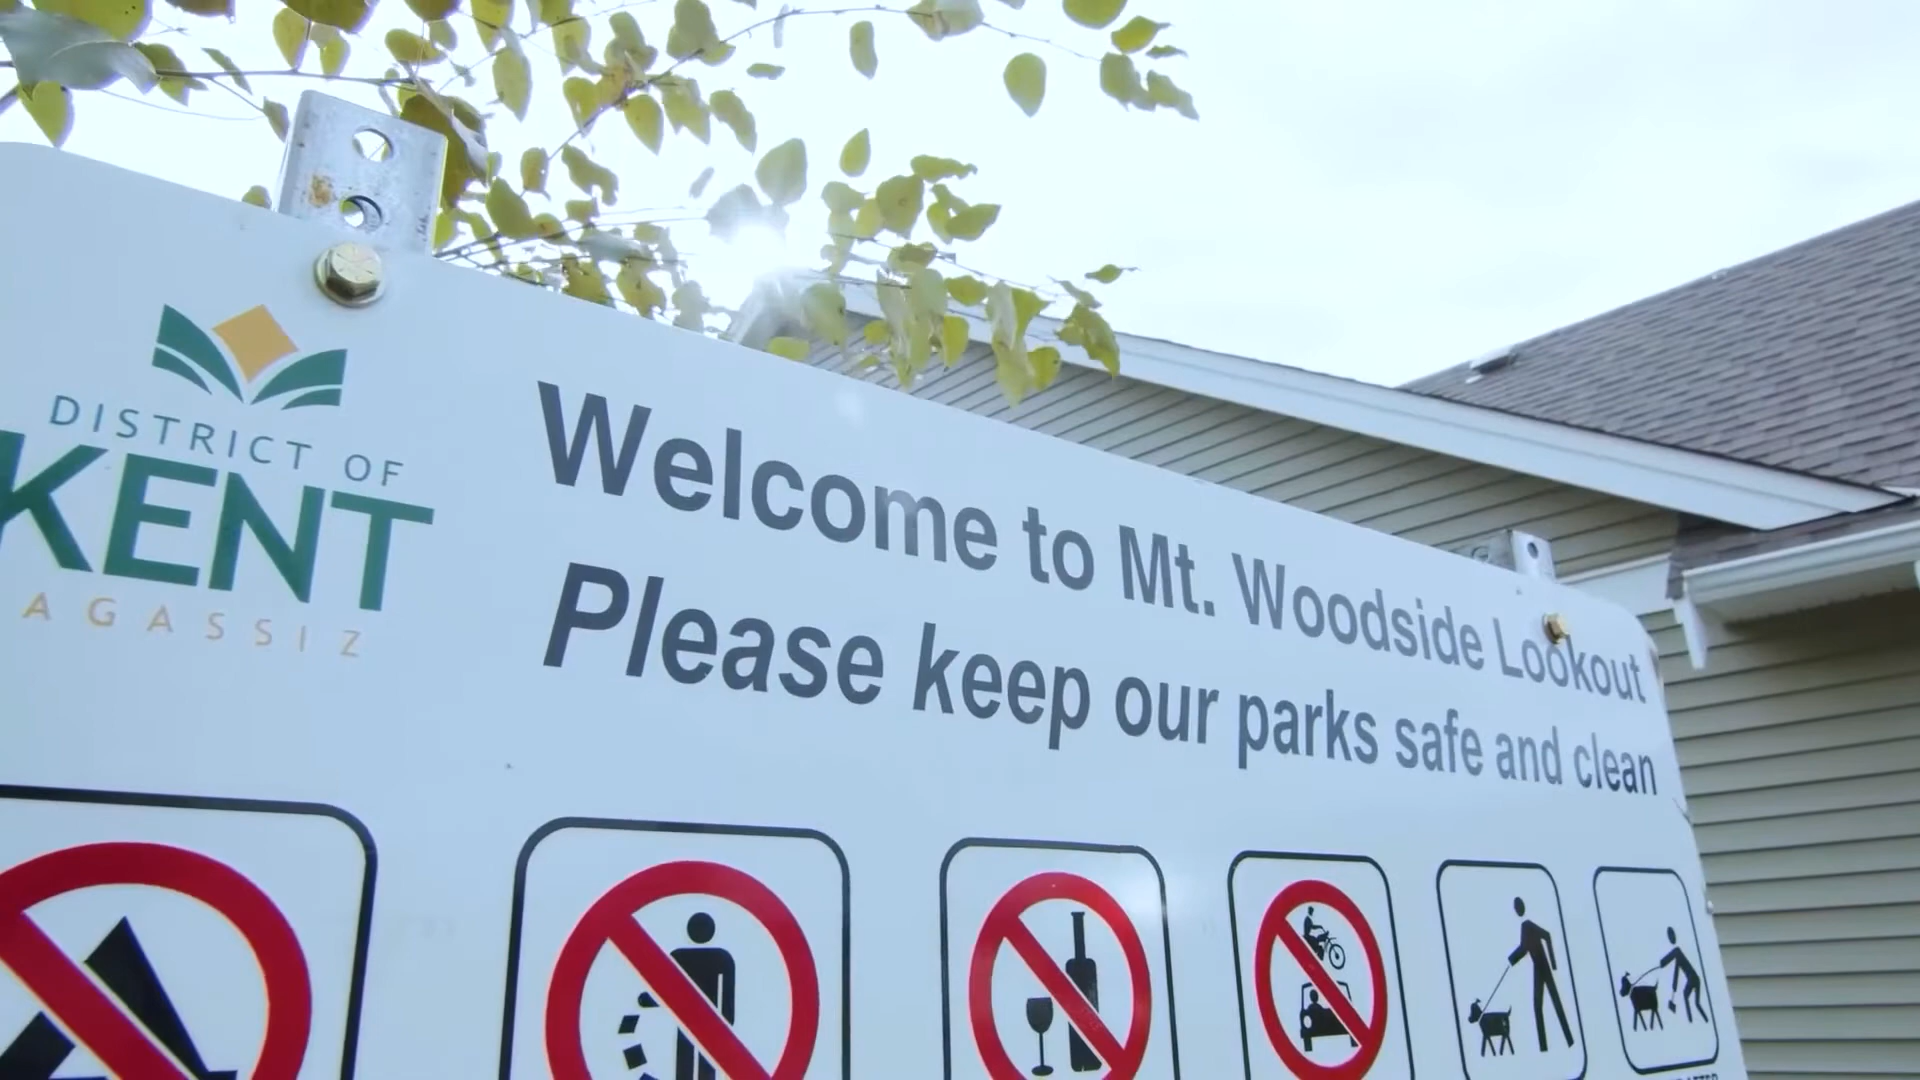 DISTRICT OF
KENT
AGASSIZ
Welcome to Mt. Woodside Lookout
Please keep our parks safe and clean